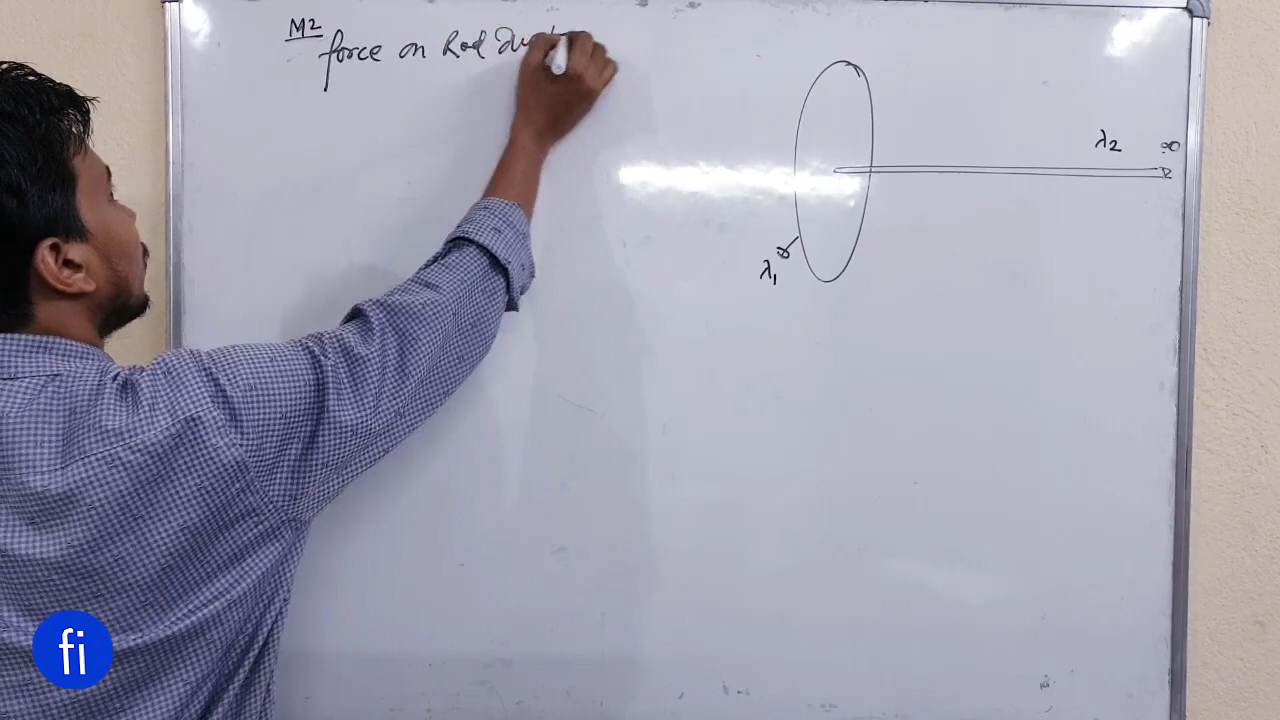 M2
force on Rod
λ2 ∞
λ1
fi